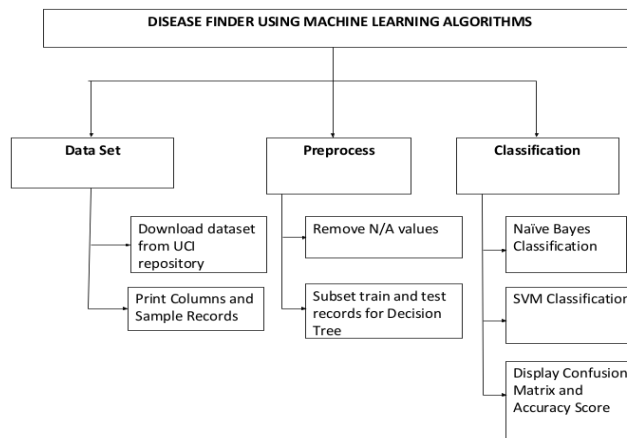 DISEASE FINDER USING MACHINE LEARNING ALGORITHMS
Data Set
Preprocess
Classification
Download dataset
from UCI
repository
Print Columns and
Sample Records
Remove N/A values
Subset train and test
records for Decision
Tree
Naïve Bayes
Classification
SVM Classification
Display Confusion
Matrix and
Accuracy Score